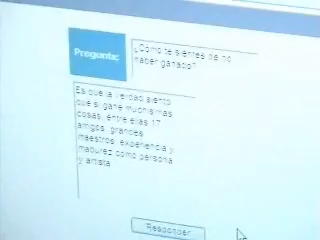 Pregunta:
¿Como te sientes de no
haber ganado?
Es que la verdad siento
que si gane muchisimas
cosas, entre ellas 17
amigos, grandes
maestros, experiencia y
madurez como persona
y artista
Responder